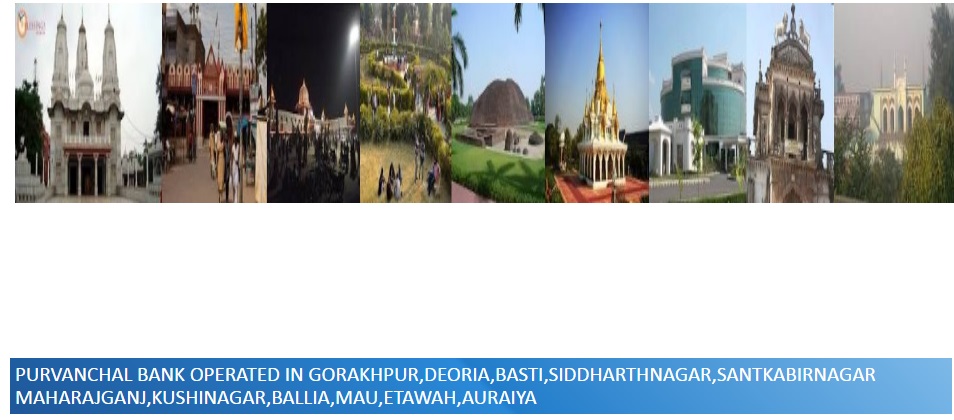 PURVANCHAL BANK OPERATED IN GORAKHPUR,DEORIA,BASTI,SIDDHARTHNAGAR,SANTKABIRNAGAR
MAHARAJGANJ,KUSHINAGAR,BALLIA,MAU,ETAWAH,AURAIYA